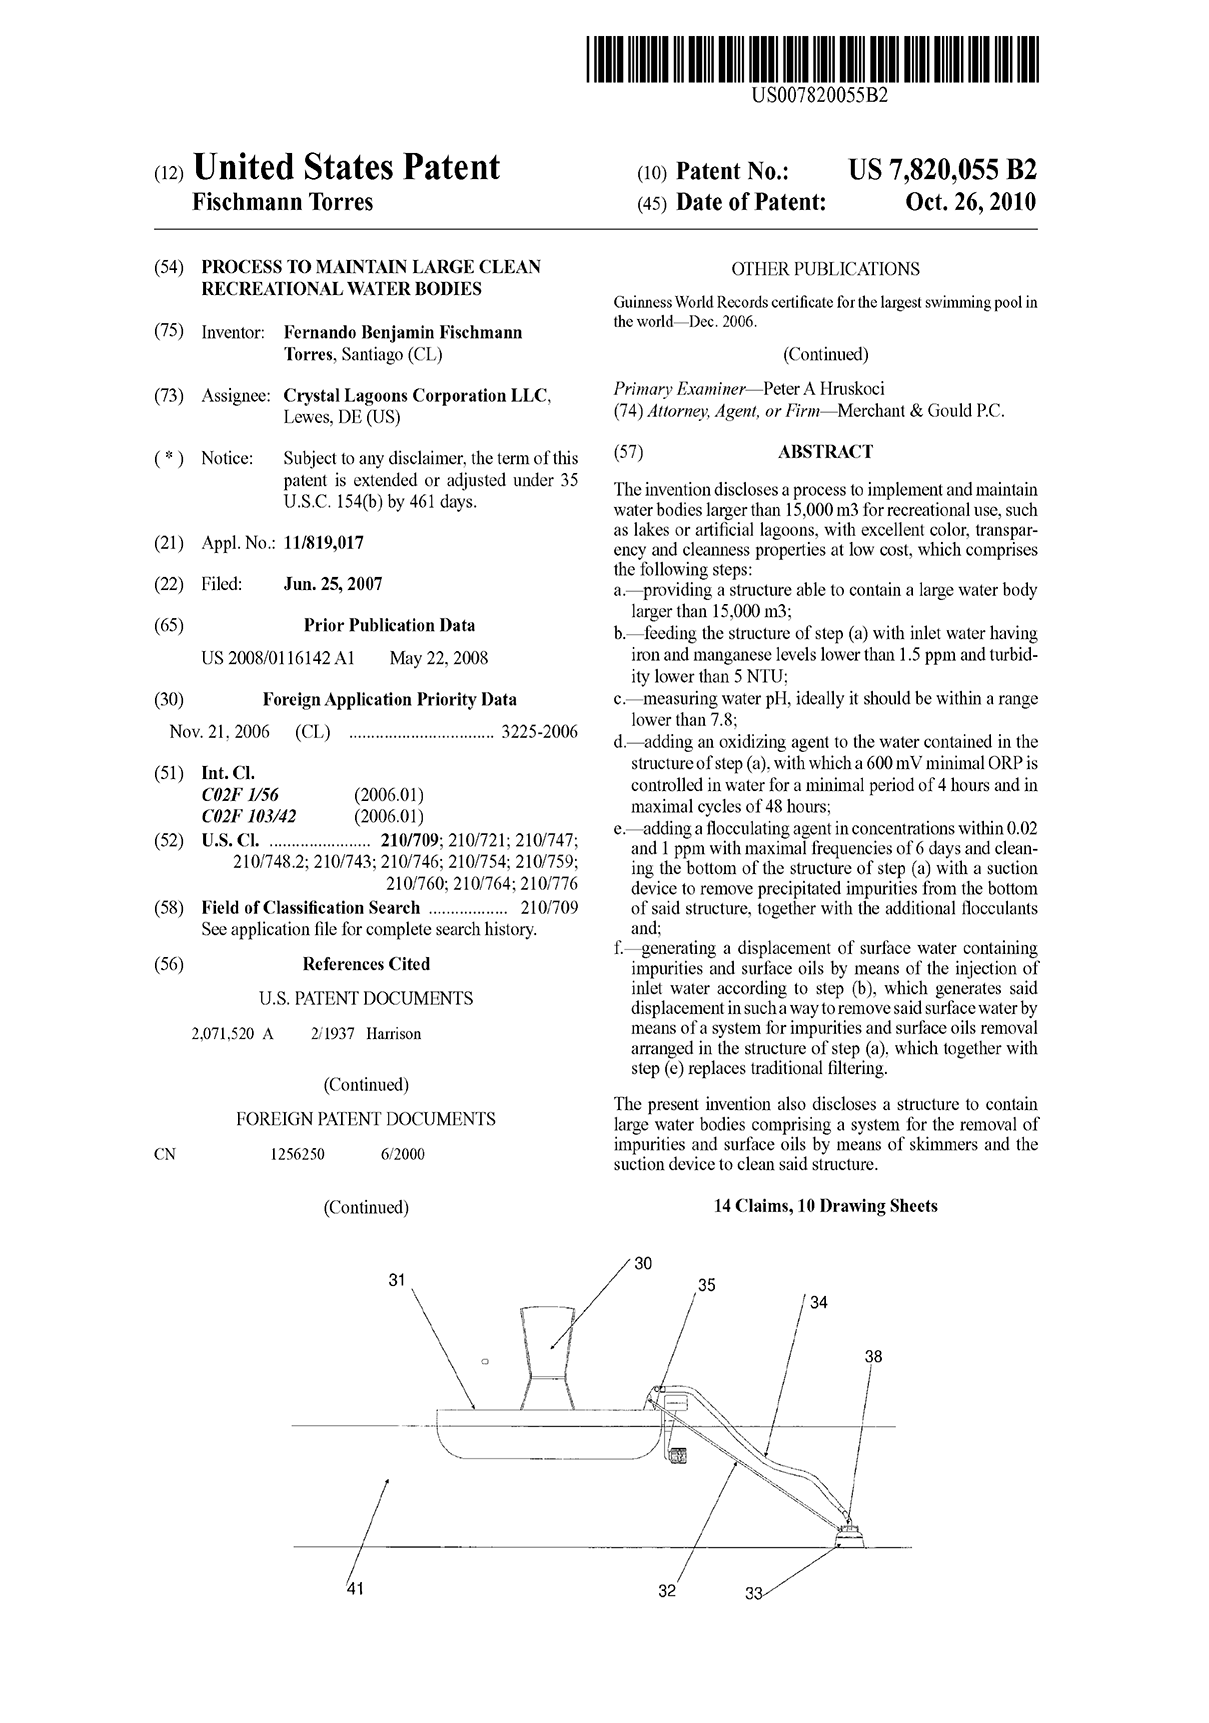 US007820055B2
(12) United States Patent
Fischmann Torres
(10) Patent No.: US 7,820,055 B2
(45) Date of Patent: Oct. 26, 2010
(54) PROCESS TO MAINTAIN LARGE CLEAN
RECREATIONAL WATER BODIES
(75) Inventor: Fernando Benjamin Fischmann
Torres, Santiago (CL)
(73) Assignee: Crystal Lagoons Corporation LLC,
Lewes, DE (US)
( * ) Notice: Subject to any disclaimer, the term of this
patent is extended or adjusted under 35
U.S.C. 154(b) by 461 days.
(21) Appl. No.: 11/819,017
(22) Filed: Jun. 25, 2007
(65) Prior Publication Data
US 2008/0116142 A1 May 22, 2008
(30) Foreign Application Priority Data
Nov. 21, 2006 (CL) ................................. 3225-2006
(51) Int. Cl.
C02F 1/56 (2006.01)
C02F 103/42 (2006.01)
(52) U.S. Cl. ........................ 210/709; 210/721; 210/747;
210/748.2; 210/743; 210/746; 210/754; 210/759;
210/760; 210/764; 210/776
(58) Field of Classification Search .................. 210/709
See application file for complete search history.
(56) References Cited
U.S. PATENT DOCUMENTS
2,071,520 A 2/1937 Harrison
(Continued)
FOREIGN PATENT DOCUMENTS
CN 1256250 6/2000
(Continued)
OTHER PUBLICATIONS
Guinness World Records certificate for the largest swimming pool in
the world—Dec. 2006.
(Continued)
Primary Examiner—Peter A Hruskoci
(74) Attorney, Agent, or Firm—Merchant & Gould P.C.
(57) ABSTRACT
The invention discloses a process to implement and maintain
water bodies larger than 15,000 m3 for recreational use, such
as lakes or artificial lagoons, with excellent color, transpar-
ency and cleanness properties at low cost, which comprises
the following steps:
a.—providing a structure able to contain a large water body
larger than 15,000 m3;
b.—feeding the structure of step (a) with inlet water having
iron and manganese levels lower than 1.5 ppm and turbid-
ity lower than 5 NTU;
c.—measuring water pH, ideally it should be within a range
lower than 7.8;
d.—adding an oxidizing agent to the water contained in the
structure of step (a), with which a 600 mV minimal ORP is
controlled in water for a minimal period of 4 hours and in
maximal cycles of 48 hours;
e.—adding a flocculating agent in concentrations within 0.02
and 1 ppm with maximal frequencies of 6 days and clean-
ing the bottom of the structure of step (a) with a suction
device to remove precipitated impurities from the bottom
of said structure, together with the additional flocculants
and;
f.—generating a displacement of surface water containing
impurities and surface oils by means of the injection of
inlet water according to step (b), which generates said
displacement in such a way to remove said surface water by
means of a system for impurities and surface oils removal
arranged in the structure of step (a), which together with
step (e) replaces traditional filtering.
The present invention also discloses a structure to contain
large water bodies comprising a system for the removal of
impurities and surface oils by means of skimmers and the
suction device to clean said structure.
14 Claims, 10 Drawing Sheets
30
31
35
34
38
41
32
33